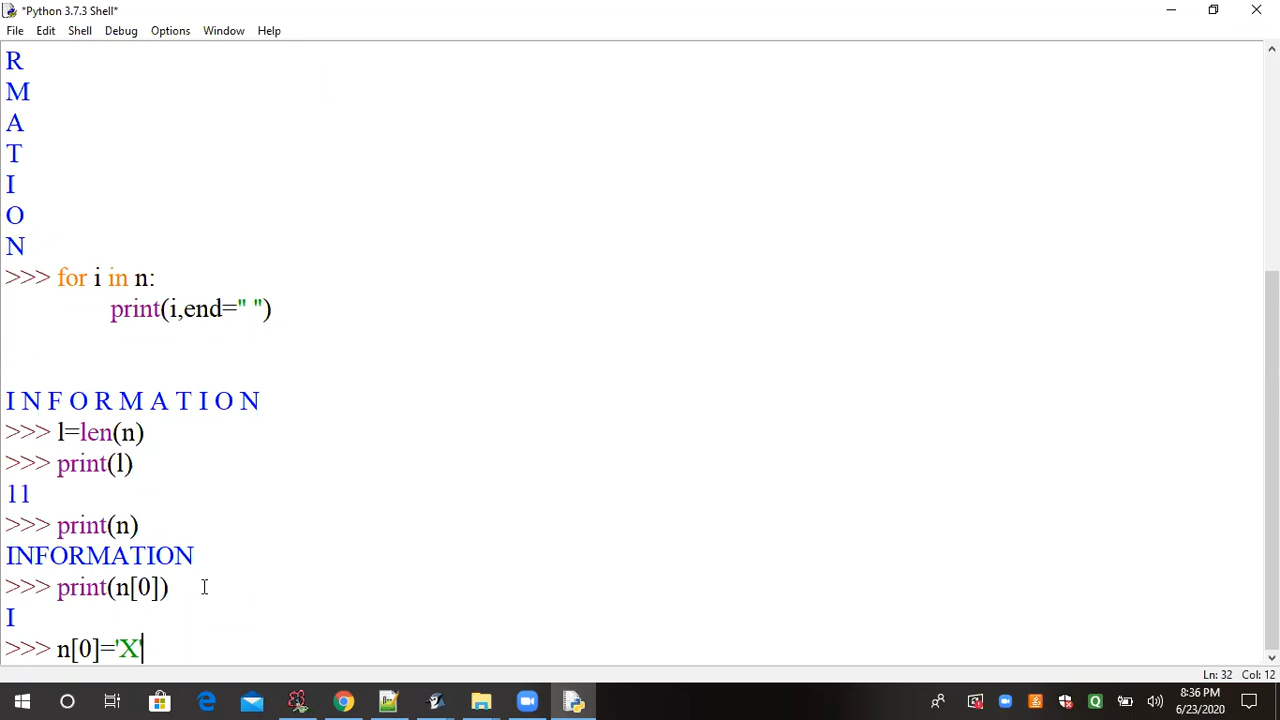 *Python 3.7.3 Shell*
File Edit Shell Debug Options Window Help
R
M
A
T
I
O
N
>>> for i in n:
print(i,end=" ")
I N F O R M A T I O N
>>> l=len(n)
>>> print(l)
11
>>> print(n)
INFORMATION
>>> print(n[0])
I
>>> n[0]='X'
Ln: 32 Col: 12
8:36 PM
6/23/2020